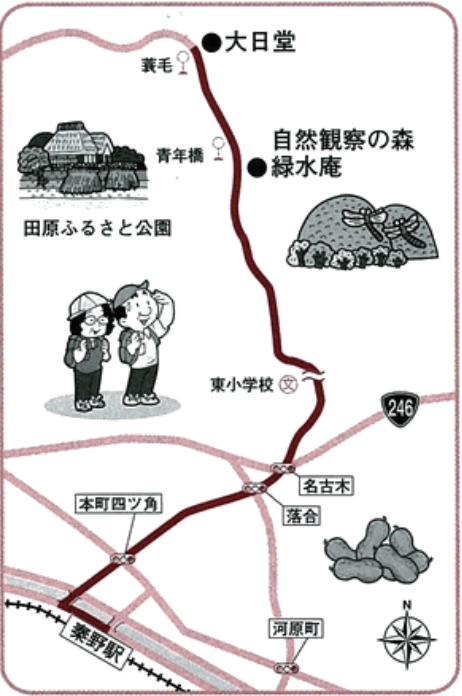 大日堂
蓑毛
青年橋
自然観察の森
緑水庵
田原ふるさと公園
東小学校
文
246
名古木
落合
本町四ツ角
秦野駅
河原町
N